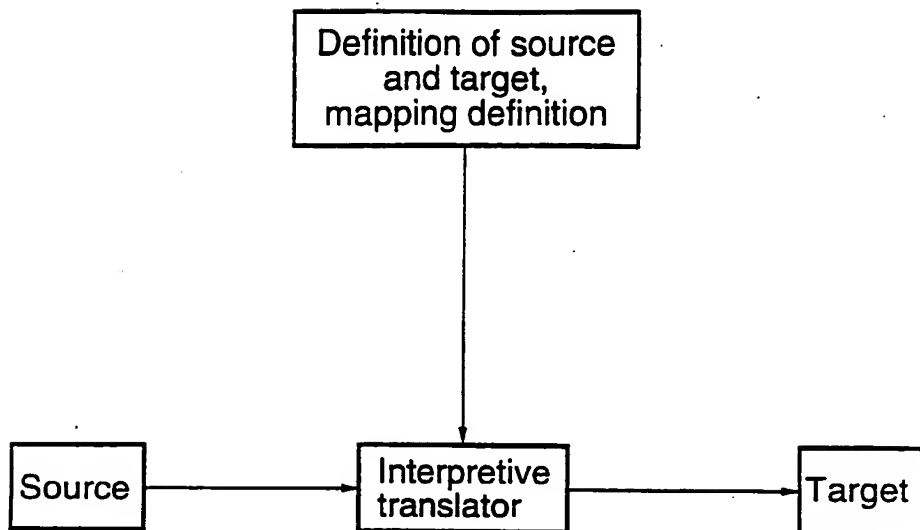 Definition of source
and target,
mapping definition
Source
Interpretive
translator
Target